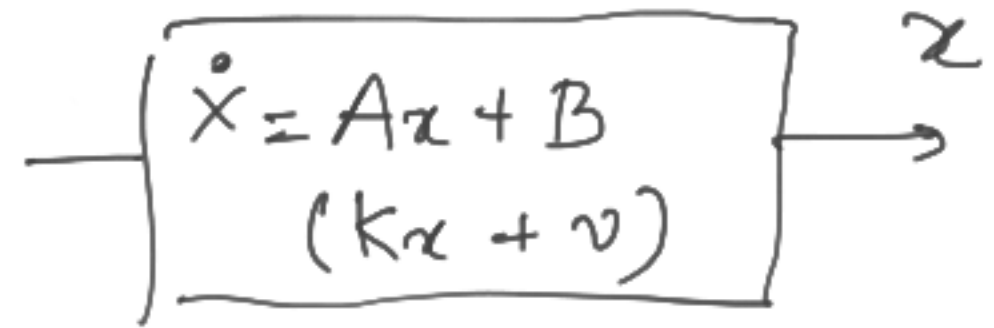 x
ẋ = Ax + B
(Kx + v)